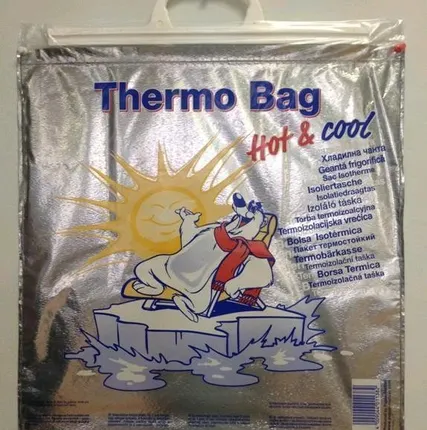 Thermo Bag
Hot & cool
Хладилна чанта
Geantă frigorifică
Sac Isotherme
Isoliertasche
Isolatiedraagtas
Izoláló táska
Torba termoizolacyjna
Termoizolacijska vrećica
Bolsa Isotérmica
Пакет термостойкий
Termobärkasse
Termoizolační taška
Borsa Termica
Termoizolačná taška